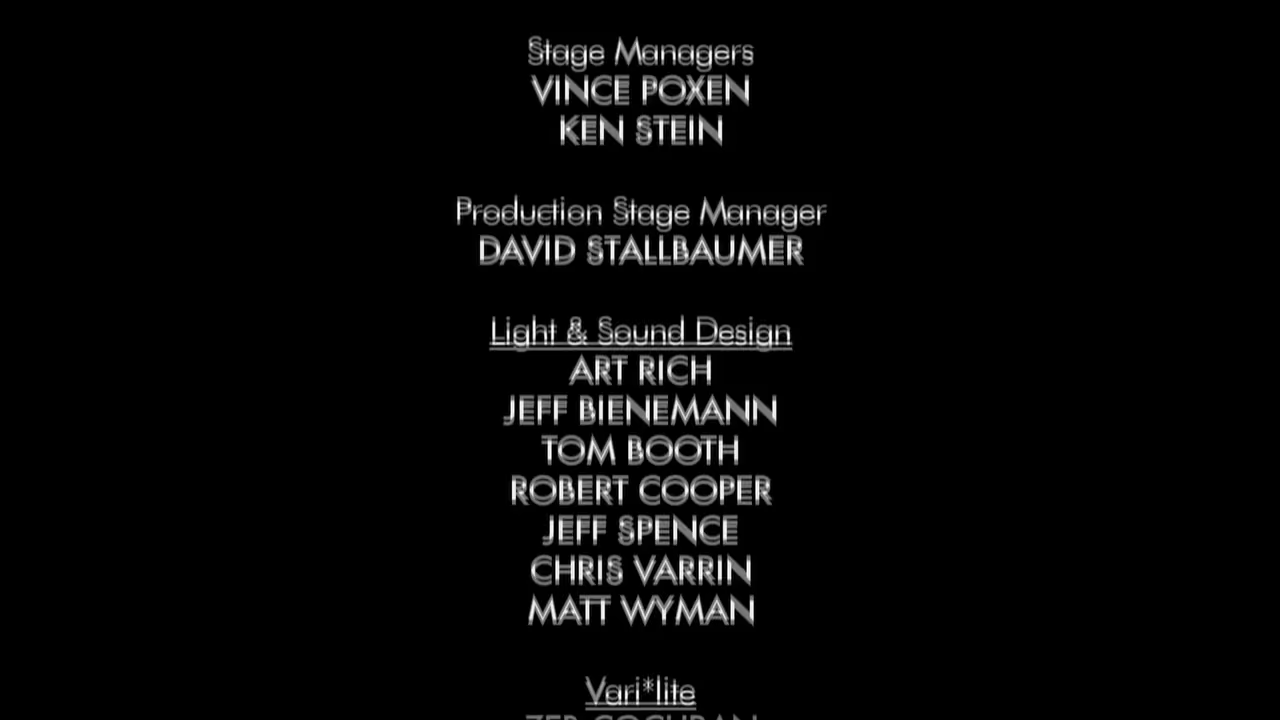 Stage Managers
VINCE POXEN
KEN STEIN
Production Stage Manager
DAVID STALLBAUMER
Light & Sound Design
ART RICH
JEFF BIENEMANN
TOM BOOTH
ROBERT COOPER
JEFF SPENCE
CHRIS VARRIN
MATT WYMAN
Vari*lite